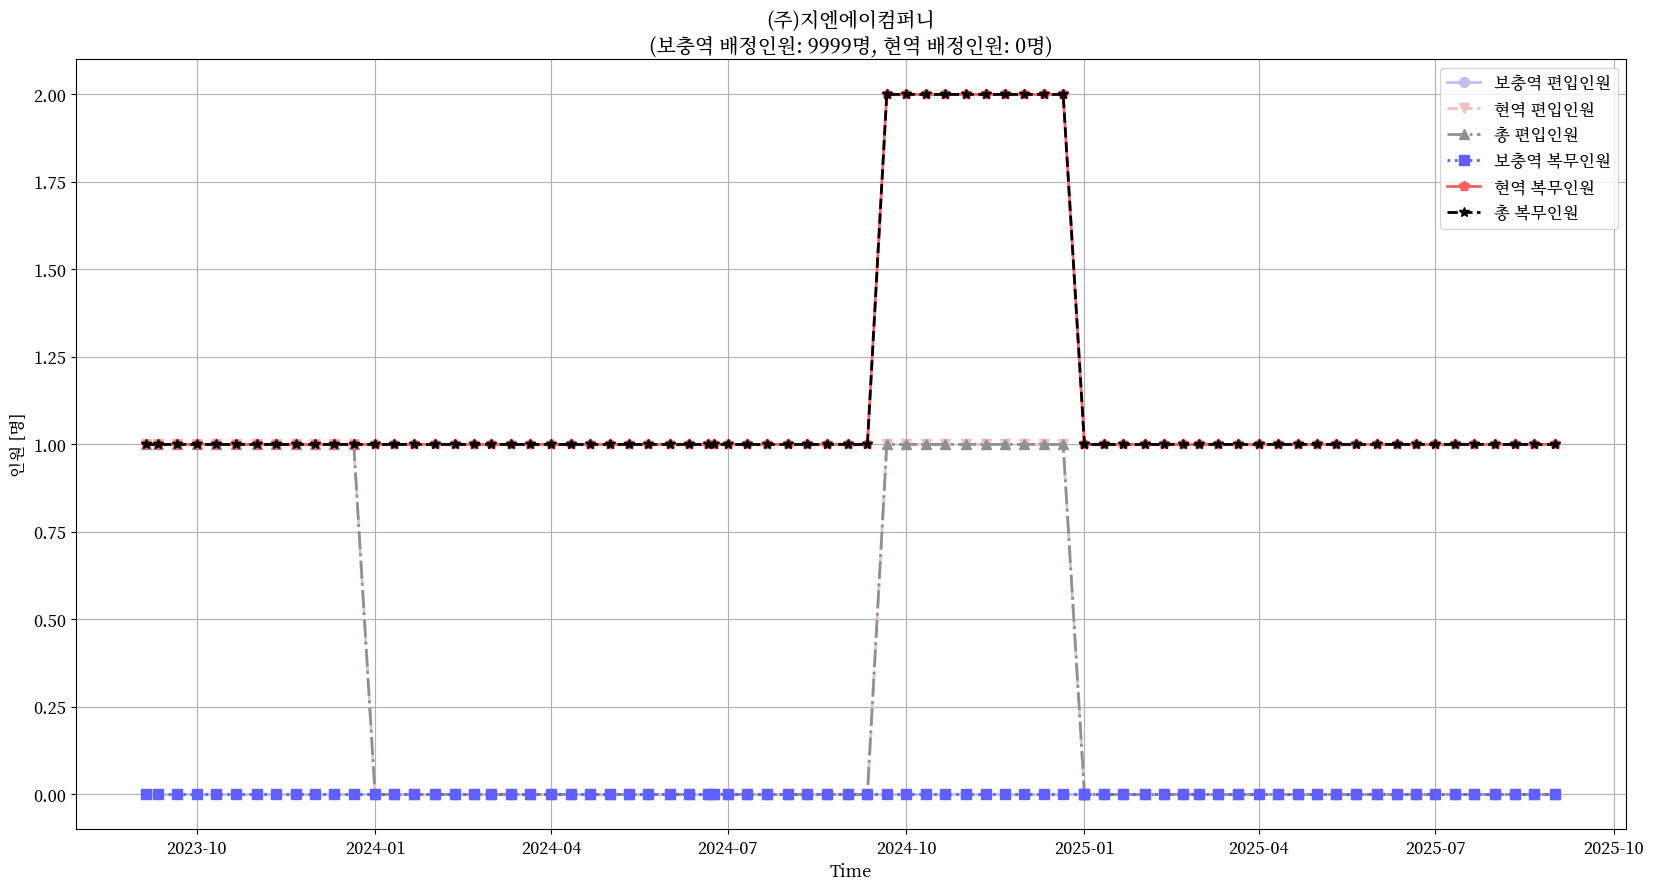 (주)지엔에이컴퍼니
(보충역 배정인원: 9999명, 현역 배정인원: 0명)
2.00
1.75
1.50
1.25
1.00
0.75
0.50
0.25
0.00
인원 [명]
보충역 편입인원
현역 편입인원
총 편입인원
보충역 복무인원
현역 복무인원
총 복무인원
2023-10
2024-01
2024-04
2024-07
2024-10
2025-01
2025-04
2025-07
2025-10
Time